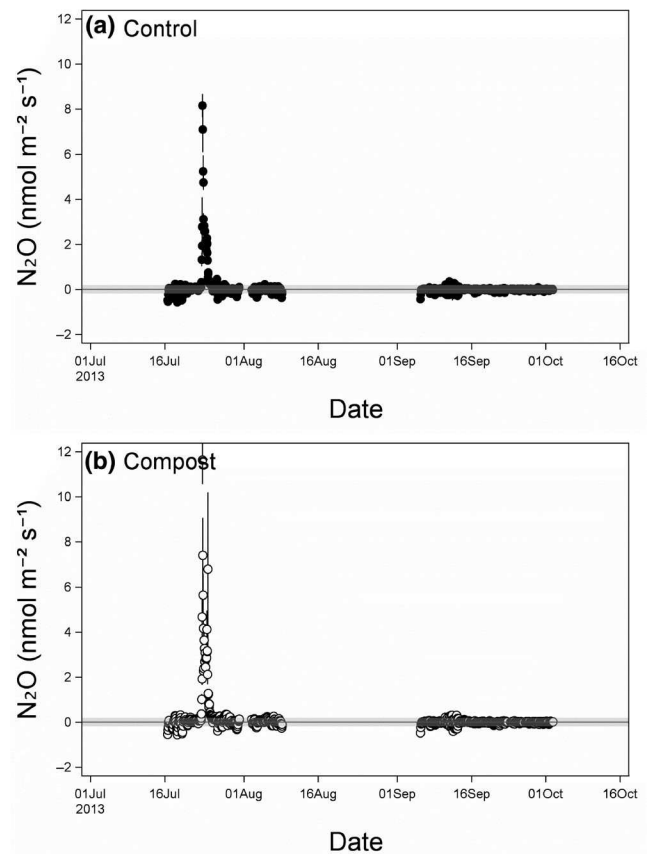 (a) Control
N₂O (nmol m⁻² s⁻¹)
12
10
8
6
4
2
0
–2
01Jul 16Jul 01Aug 16Aug 01Sep 16Sep 01Oct 16Oct
2013
Date
(b) Compost
N₂O (nmol m⁻² s⁻¹)
12
10
8
6
4
2
0
–2
01Jul 16Jul 01Aug 16Aug 01Sep 16Sep 01Oct 16Oct
2013
Date